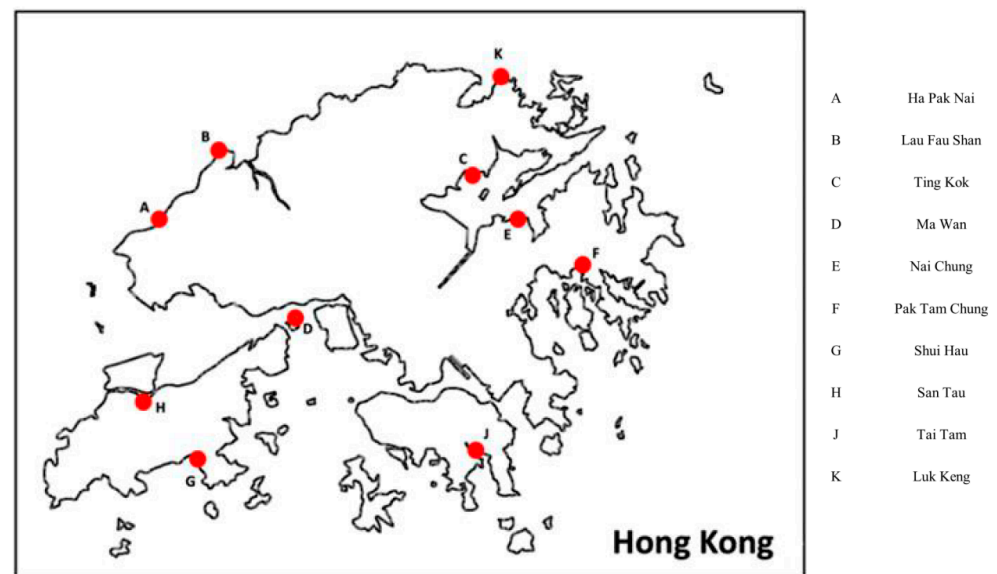 K
B
C
A
E
F
D
H
J
G
Hong Kong
A Ha Pak Nai
B Lau Fau Shan
C Ting Kok
D Ma Wan
E Nai Chung
F Pak Tam Chung
G Shui Hau
H San Tau
J Tai Tam
K Luk Keng